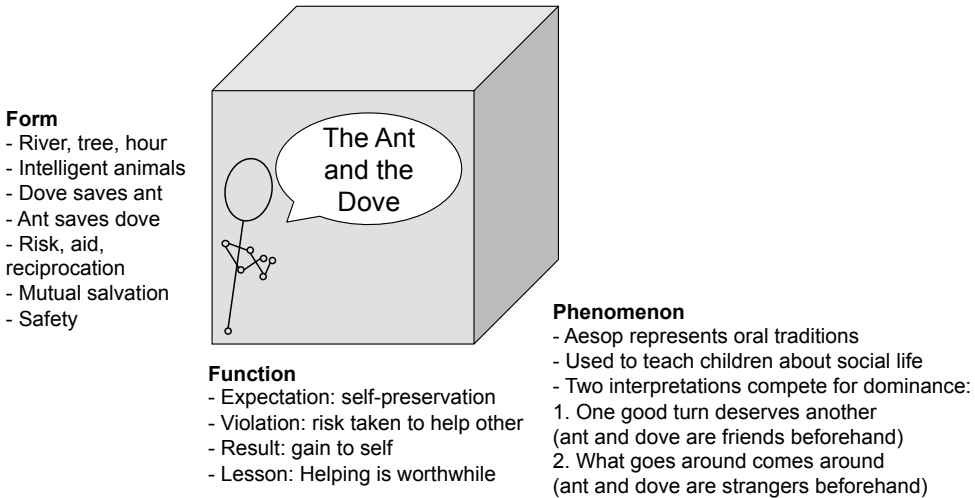 Form
- River, tree, hour
- Intelligent animals
- Dove saves ant
- Ant saves dove
- Risk, aid,
reciprocation
- Mutual salvation
- Safety
The Ant
and the
Dove
Function
- Expectation: self-preservation
- Violation: risk taken to help other
- Result: gain to self
- Lesson: Helping is worthwhile
Phenomenon
- Aesop represents oral traditions
- Used to teach children about social life
- Two interpretations compete for dominance:
1. One good turn deserves another
(ant and dove are friends beforehand)
2. What goes around comes around
(ant and dove are strangers beforehand)